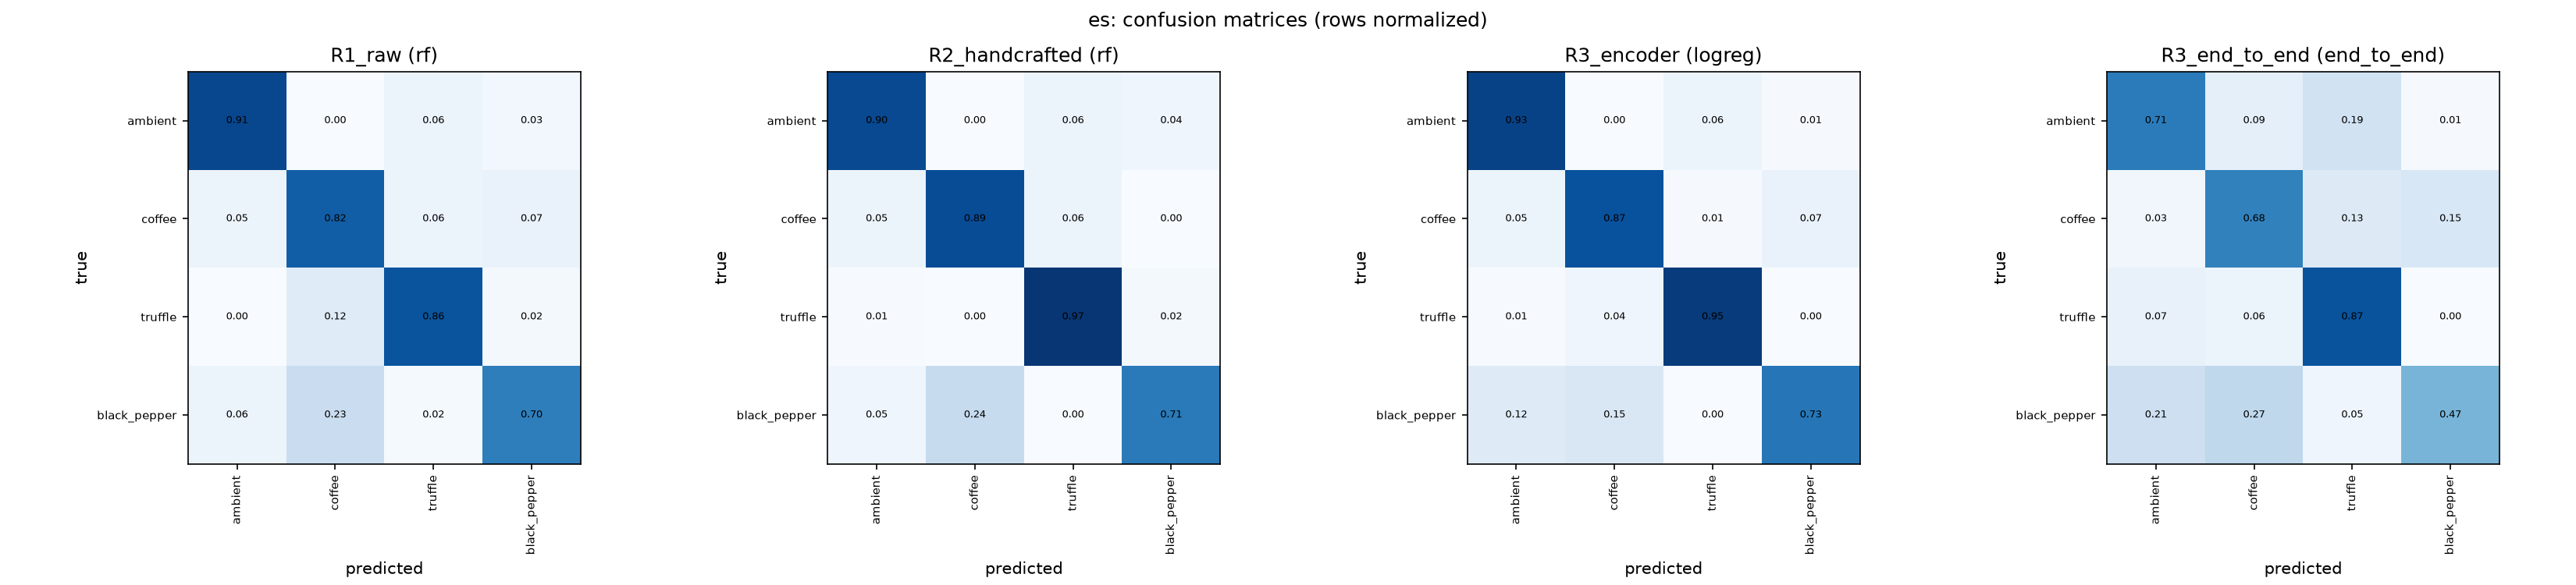 es: confusion matrices (rows normalized)
R1_raw (rf)
true
ambient 0.91 0.00 0.06 0.03
coffee 0.05 0.82 0.06 0.07
truffle 0.00 0.12 0.86 0.02
black_pepper 0.06 0.23 0.02 0.70
ambient coffee truffle black_pepper
predicted
R2_handcrafted (rf)
true
ambient 0.90 0.00 0.06 0.04
coffee 0.05 0.89 0.06 0.00
truffle 0.01 0.00 0.97 0.02
black_pepper 0.05 0.24 0.00 0.71
ambient coffee truffle black_pepper
predicted
R3_encoder (logreg)
true
ambient 0.93 0.00 0.06 0.01
coffee 0.05 0.87 0.01 0.07
truffle 0.01 0.04 0.95 0.00
black_pepper 0.12 0.15 0.00 0.73
ambient coffee truffle black_pepper
predicted
R3_end_to_end (end_to_end)
true
ambient 0.71 0.09 0.19 0.01
coffee 0.03 0.68 0.13 0.15
truffle 0.07 0.06 0.87 0.00
black_pepper 0.21 0.27 0.05 0.47
ambient coffee truffle black_pepper
predicted